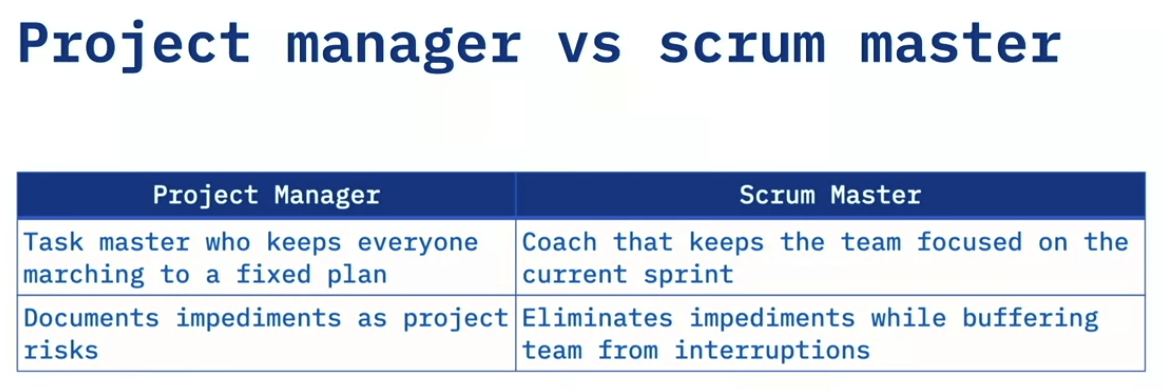 Project manager vs scrum master
Project Manager
Scrum Master
Task master who keeps everyone
marching to a fixed plan
Coach that keeps the team focused on the
current sprint
Documents impediments as project
risks
Eliminates impediments while buffering
team from interruptions